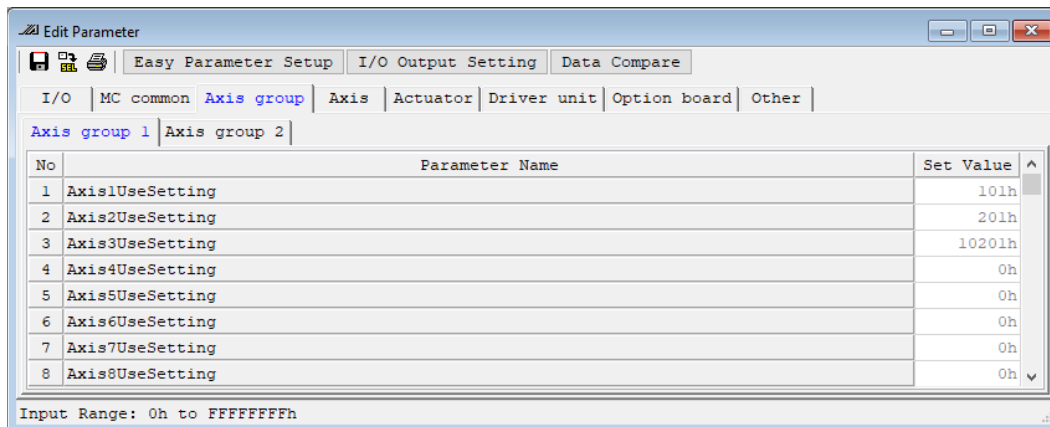 Edit Parameter
SEL Easy Parameter Setup I/O Output Setting Data Compare
I/O MC common Axis group Axis Actuator Driver unit Option board Other
Axis group 1 Axis group 2
No Parameter Name Set Value
1 Axis1UseSetting 101h
2 Axis2UseSetting 201h
3 Axis3UseSetting 10201h
4 Axis4UseSetting 0h
5 Axis5UseSetting 0h
6 Axis6UseSetting 0h
7 Axis7UseSetting 0h
8 Axis8UseSetting 0h
Input Range: 0h to FFFFFFFFh